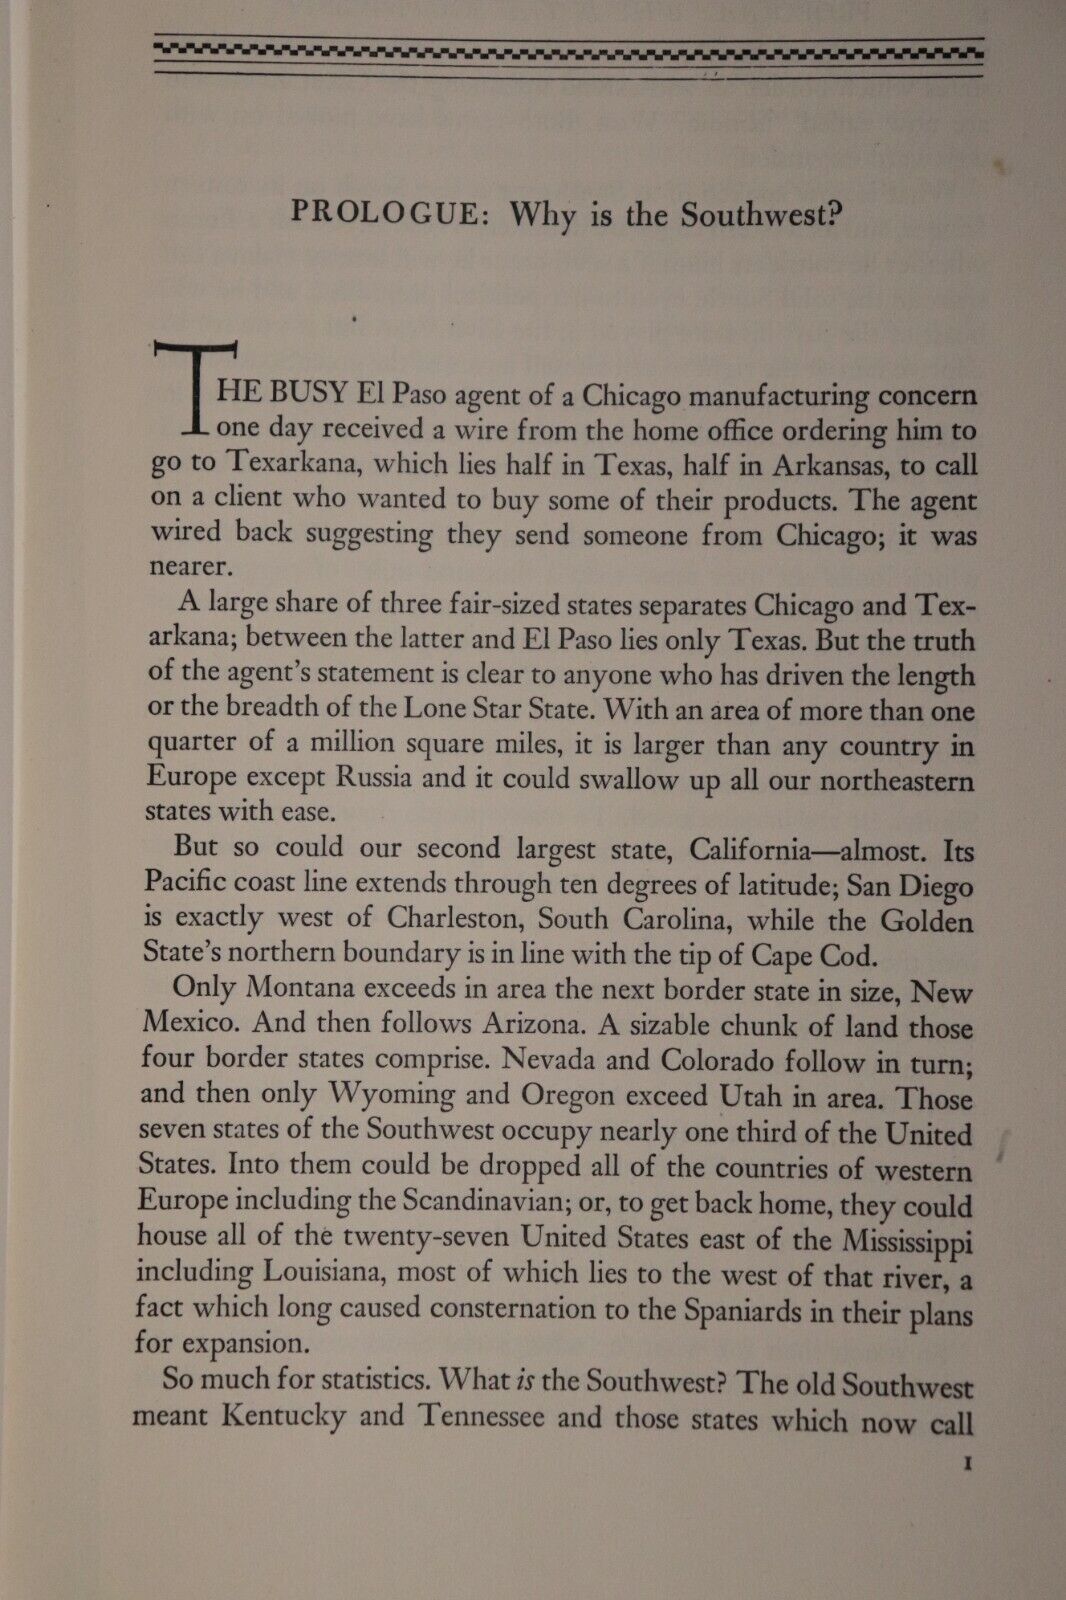 PROLOGUE: Why is the Southwest?
THE BUSY El Paso agent of a Chicago manufacturing concern
one day received a wire from the home office ordering him to
go to Texarkana, which lies half in Texas, half in Arkansas, to call
on a client who wanted to buy some of their products. The agent
wired back suggesting they send someone from Chicago; it was
nearer.
A large share of three fair-sized states separates Chicago and Tex-
arkana; between the latter and El Paso lies only Texas. But the truth
of the agent's statement is clear to anyone who has driven the length
or the breadth of the Lone Star State. With an area of more than one
quarter of a million square miles, it is larger than any country in
Europe except Russia and it could swallow up all our northeastern
states with ease.
But so could our second largest state, California—almost. Its
Pacific coast line extends through ten degrees of latitude; San Diego
is exactly west of Charleston, South Carolina, while the Golden
State's northern boundary is in line with the tip of Cape Cod.
Only Montana exceeds in area the next border state in size, New
Mexico. And then follows Arizona. A sizable chunk of land those
four border states comprise. Nevada and Colorado follow in turn;
and then only Wyoming and Oregon exceed Utah in area. Those
seven states of the Southwest occupy nearly one third of the United
States. Into them could be dropped all of the countries of western
Europe including the Scandinavian; or, to get back home, they could
house all of the twenty-seven United States east of the Mississippi
including Louisiana, most of which lies to the west of that river, a
fact which long caused consternation to the Spaniards in their plans
for expansion.
So much for statistics. What is the Southwest? The old Southwest
meant Kentucky and Tennessee and those states which now call
1